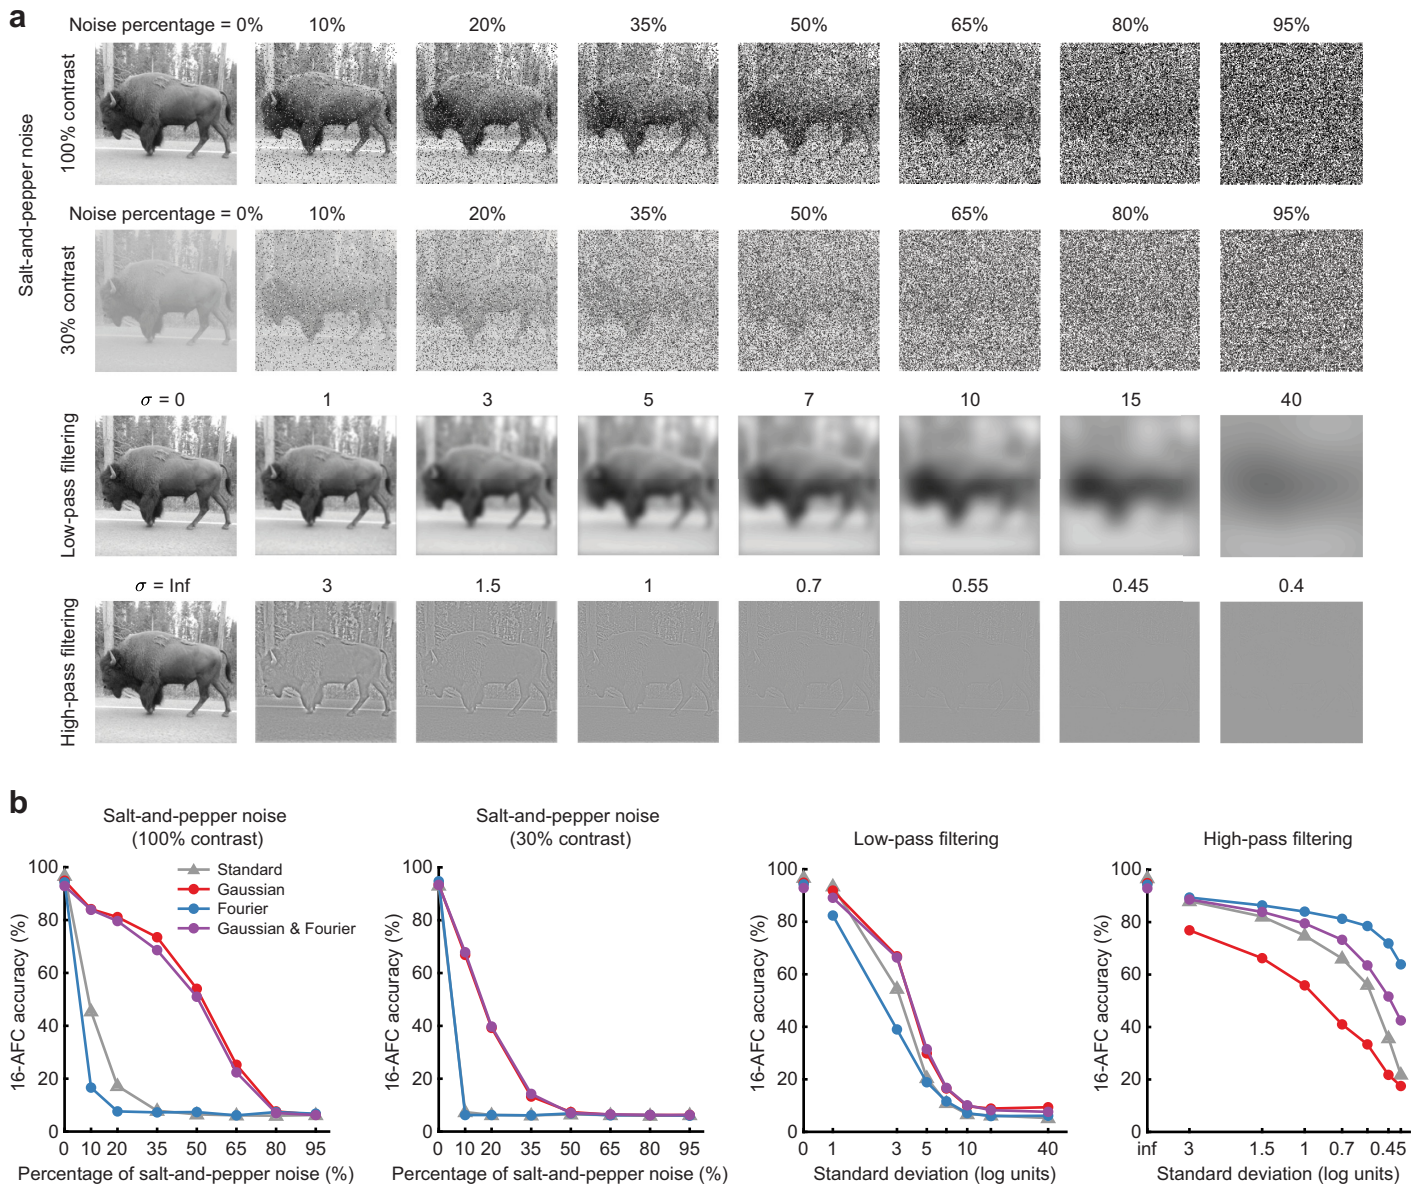 a
Noise percentage = 0% 10% 20% 35% 50% 65% 80% 95%
Salt-and-pepper noise
100% contrast
Noise percentage = 0% 10% 20% 35% 50% 65% 80% 95%
30% contrast
σ = 0 1 3 5 7 10 15 40
Low-pass filtering
σ = Inf 3 1.5 1 0.7 0.55 0.45 0.4
High-pass filtering
b
Salt-and-pepper noise
(100% contrast)
Standard
Gaussian
Fourier
Gaussian & Fourier
16-AFC accuracy (%)
100
80
60
40
20
0
0 10 20 35 50 65 80 95
Percentage of salt-and-pepper noise (%)
Salt-and-pepper noise
(30% contrast)
16-AFC accuracy (%)
100
80
60
40
20
0
0 10 20 35 50 65 80 95
Percentage of salt-and-pepper noise (%)
Low-pass filtering
16-AFC accuracy (%)
100
80
60
40
20
0
0 1 3 5 10 40
Standard deviation (log units)
High-pass filtering
16-AFC accuracy (%)
100
80
60
40
20
0
inf 3 1.5 1 0.7 0.45
Standard deviation (log units)